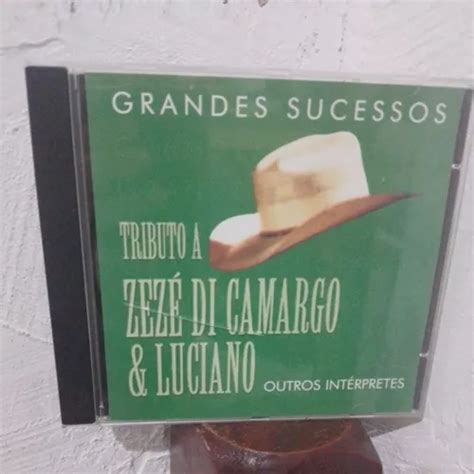 GRANDES SUCESSOS
TRIBUTO A
ZEZÉ DI CAMARGO
& LUCIANO
OUTROS INTÉRPRETES